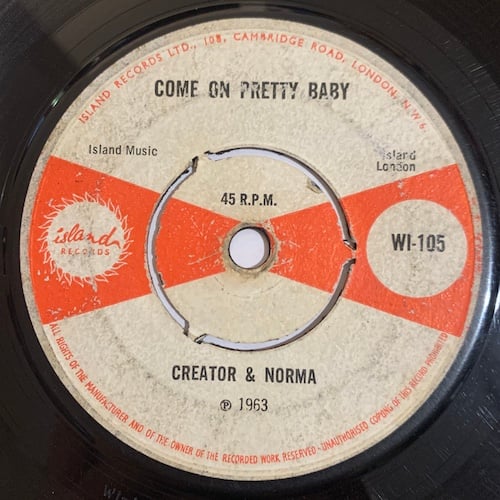 ISLAND RECORDS LTD., 108, CAMBRIDGE ROAD, LONDON, N.W.6.
COME ON PRETTY BABY
Island Music
Island
London
45 R.P.M.
island
RECORDS
WI-105
CREATOR & NORMA
℗ 1963
ALL RIGHTS OF THE MANUFACTURER AND OF THE OWNER OF THE RECORDED WORK RESERVED - UNAUTHORISED COPYING OF THIS RECORD PROHIBITED